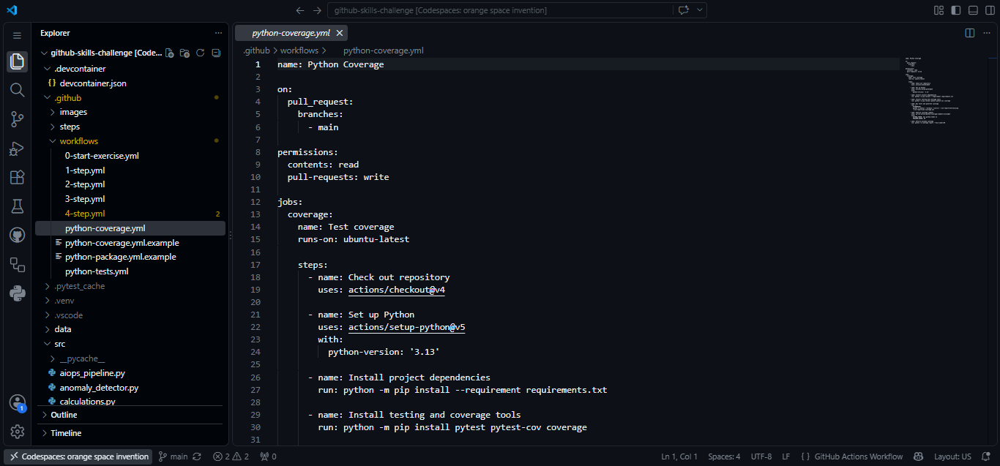 github-skills-challenge [Codespaces: orange space invention]
Explorer
github-skills-challenge [Code...
.devcontainer
devcontainer.json
.github
images
steps
workflows
0-start-exercise.yml
1-step.yml
2-step.yml
3-step.yml
4-step.yml 2
python-coverage.yml
python-coverage.yml.example
python-package.yml.example
python-tests.yml
.pytest_cache
.venv
.vscode
data
src
__pycache__
aiops_pipeline.py
anomaly_detector.py
calculations.py
Outline
Timeline
1
python-coverage.yml
.github > workflows > python-coverage.yml
1 name: Python Coverage
2
3 on:
4 pull_request:
5 branches:
6 - main
7
8 permissions:
9 contents: read
10 pull-requests: write
11
12 jobs:
13 coverage:
14 name: Test coverage
15 runs-on: ubuntu-latest
16
17 steps:
18 - name: Check out repository
19 uses: actions/checkout@v4
20
21 - name: Set up Python
22 uses: actions/setup-python@v5
23 with:
24 python-version: '3.13'
25
26 - name: Install project dependencies
27 run: python -m pip install --requirement requirements.txt
28
29 - name: Install testing and coverage tools
30 run: python -m pip install pytest pytest-cov coverage
31
Codespaces: orange space invention main 2 2 0 Ln 1, Col 1 Spaces: 4 UTF-8 LF {} GitHub Actions Workflow Layout: US